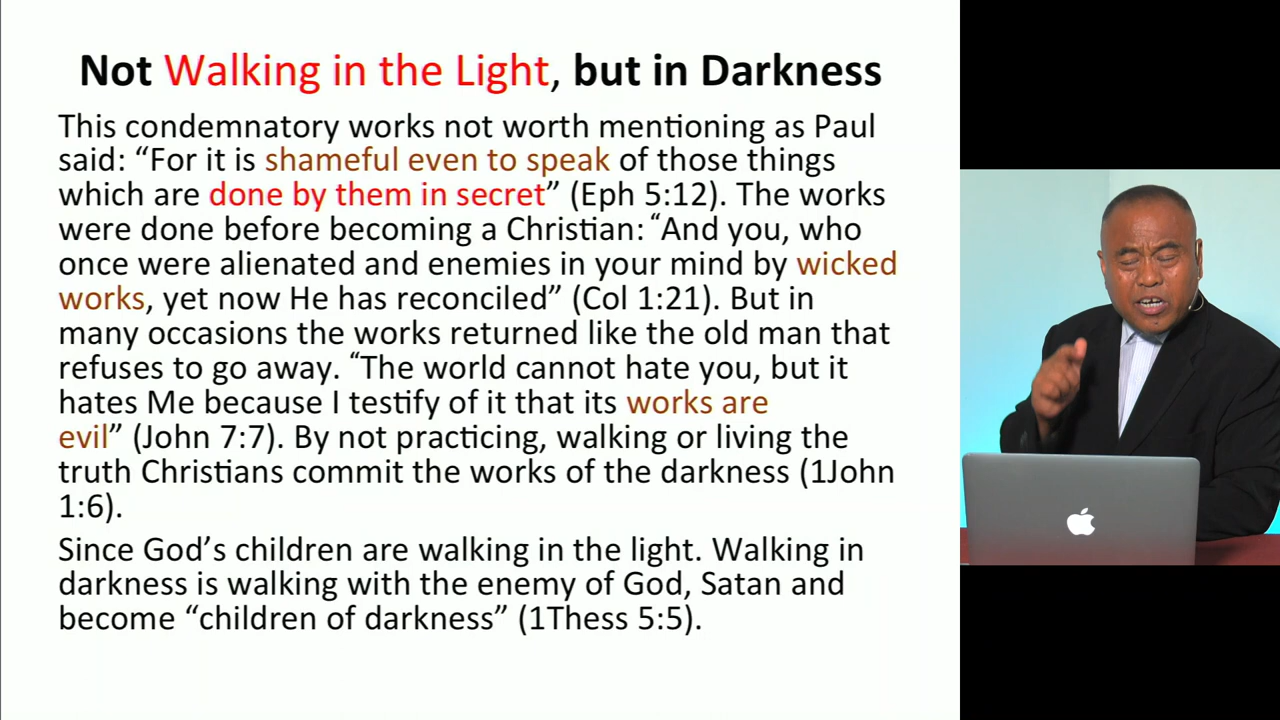 Not Walking in the Light, but in Darkness
This condemnatory works not worth mentioning as Paul
said: “For it is shameful even to speak of those things
which are done by them in secret” (Eph 5:12). The works
were done before becoming a Christian: “And you, who
once were alienated and enemies in your mind by wicked
works, yet now He has reconciled” (Col 1:21). But in
many occasions the works returned like the old man that
refuses to go away. “The world cannot hate you, but it
hates Me because I testify of it that its works are
evil” (John 7:7). By not practicing, walking or living the
truth Christians commit the works of the darkness (1John
1:6).
Since God’s children are walking in the light. Walking in
darkness is walking with the enemy of God, Satan and
become “children of darkness” (1Thess 5:5).